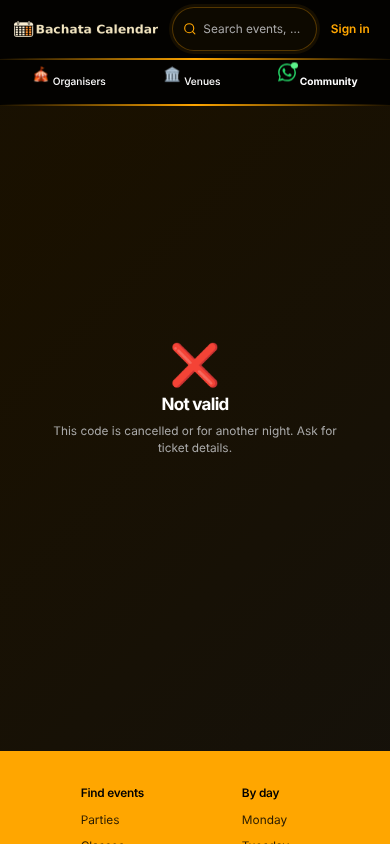 Bachata Calendar
Search events, ...
Sign in
Organisers
Venues
Community
Not valid
This code is cancelled or for another night. Ask for
ticket details.
Find events
By day
Parties
Monday